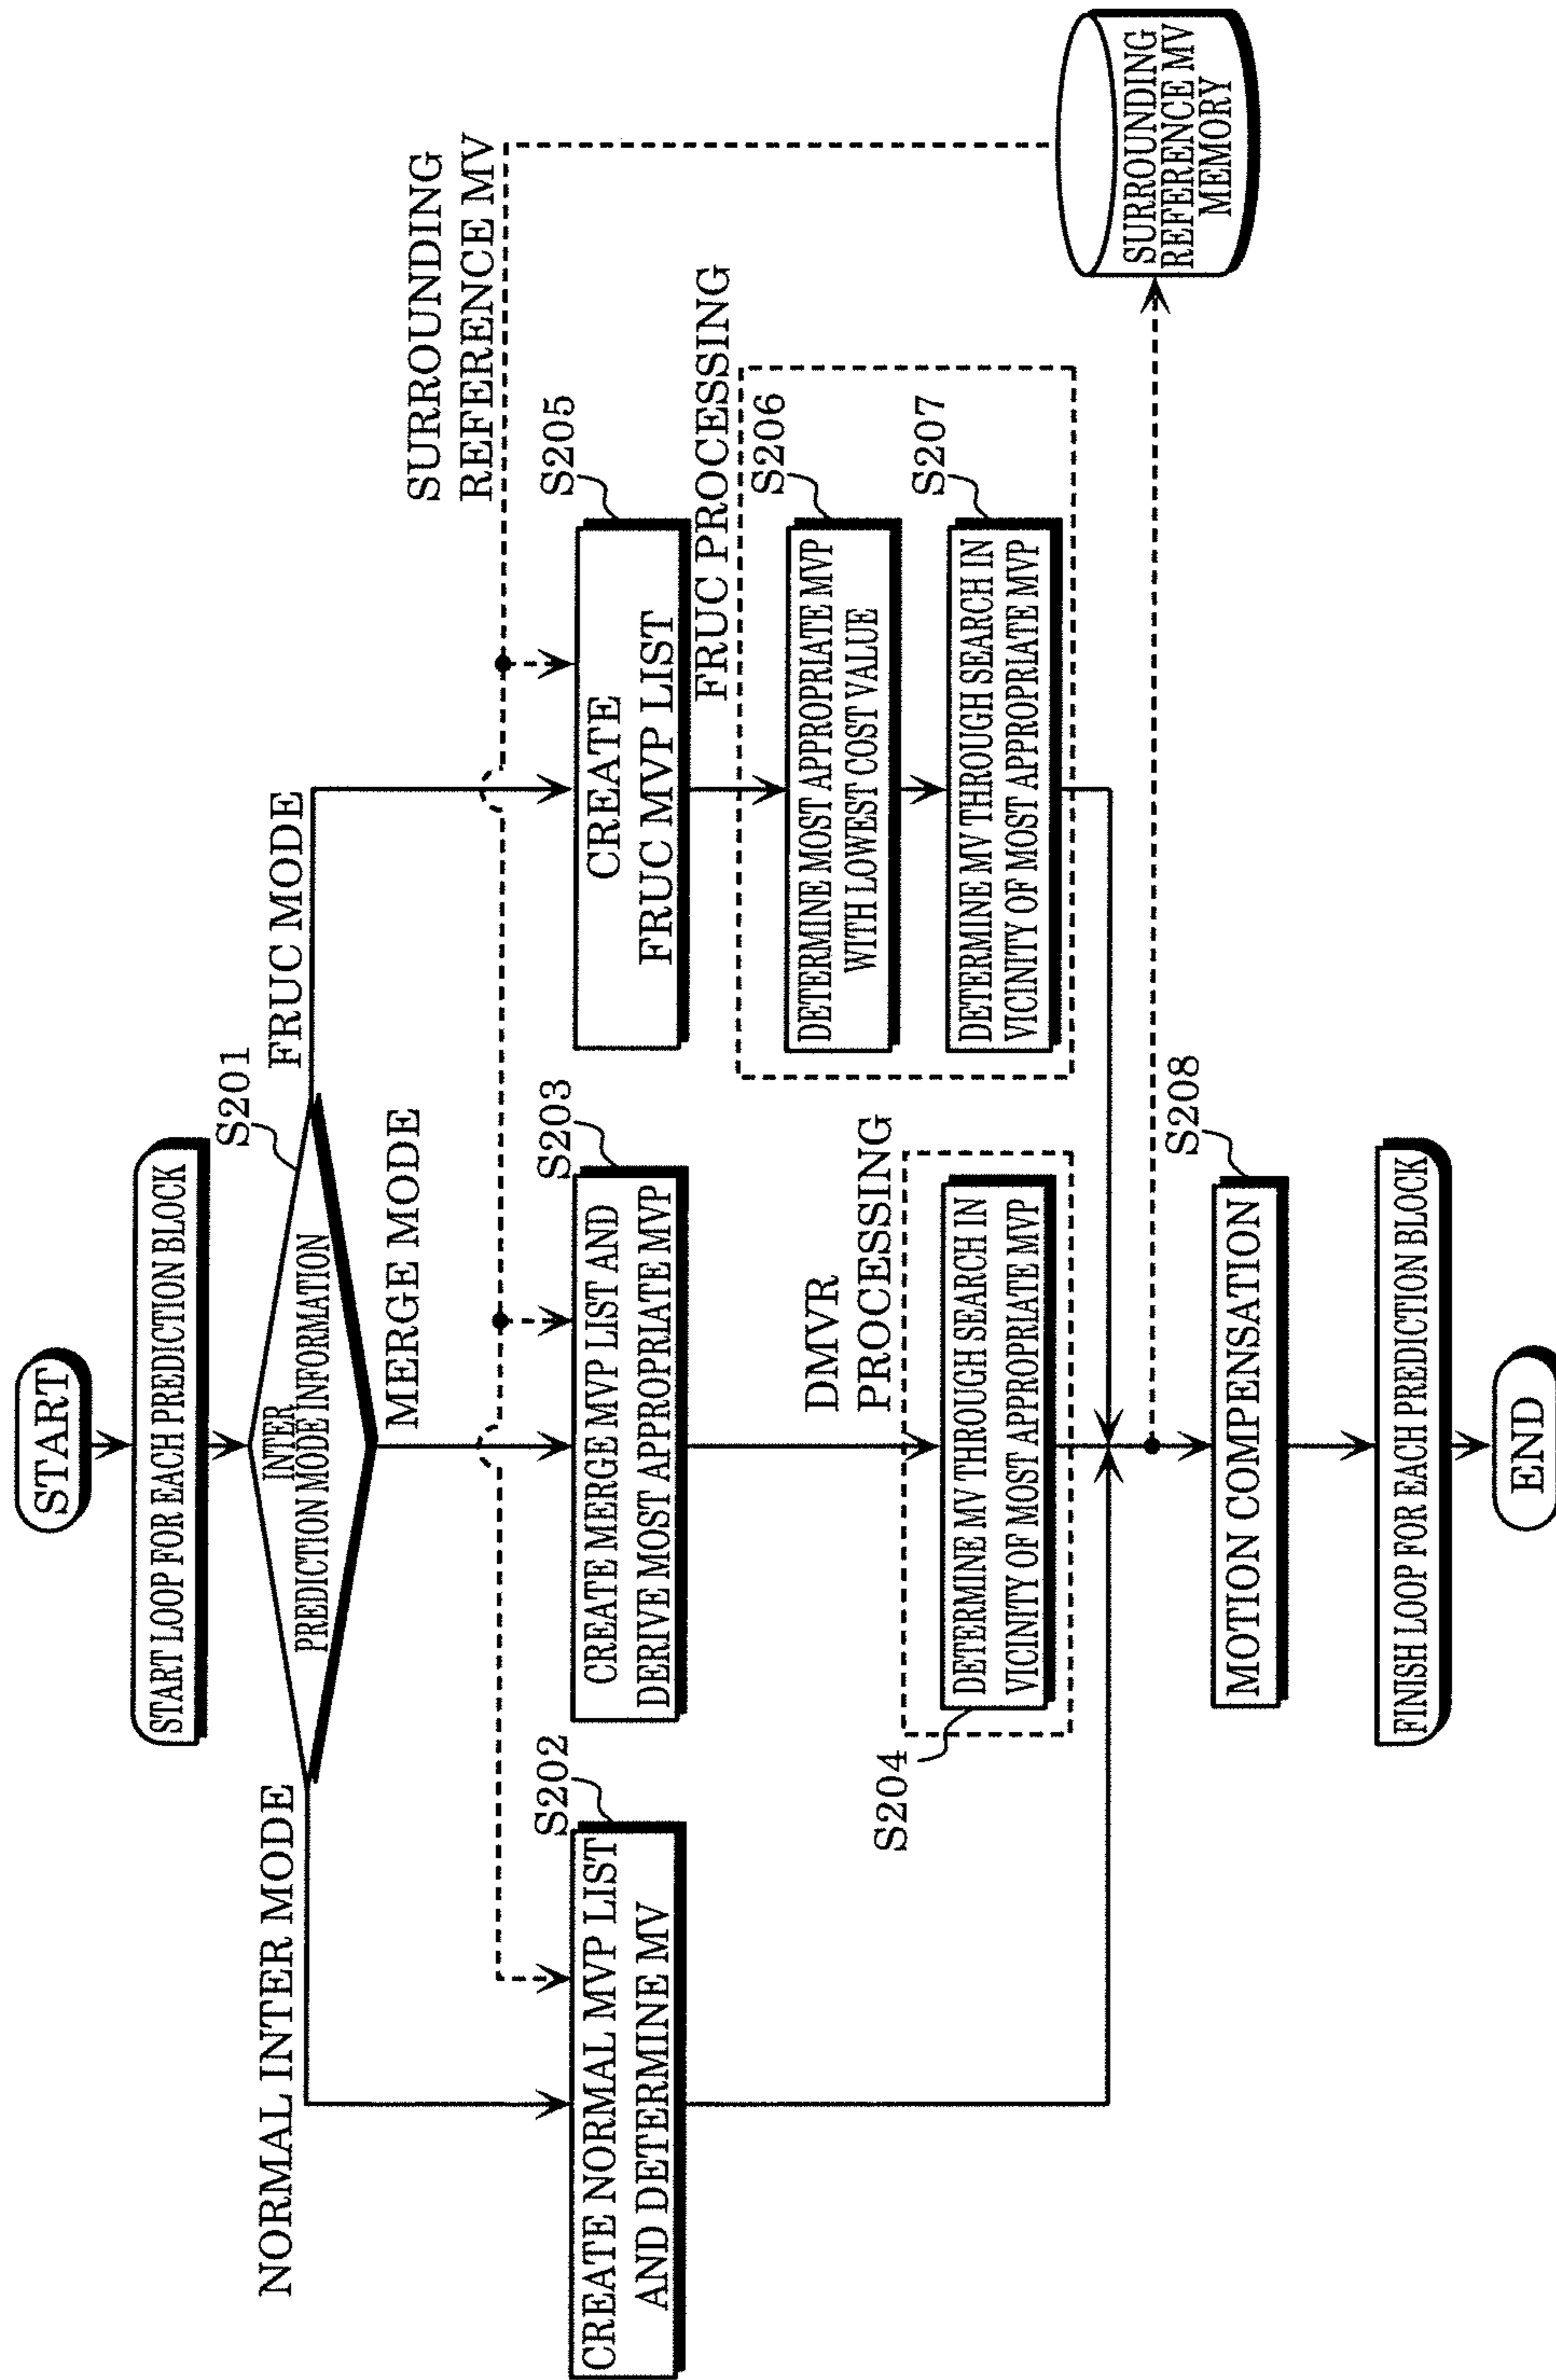 START
START LOOP FOR EACH PREDICTION BLOCK
S201
INTER
PREDICTION MODE INFORMATION
NORMAL INTER MODE
MERGE MODE
FRUC MODE
SURROUNDING
REFERENCE MV
S202
CREATE NORMAL MVP LIST
AND DETERMINE MV
S203
CREATE MERGE MVP LIST AND
DERIVE MOST APPROPRIATE MVP
S205
CREATE
FRUC MVP LIST
FRUC PROCESSING
S206
DETERMINE MOST APPROPRIATE MVP
WITH LOWEST COST VALUE
DMVR
PROCESSING
S204
DETERMINE MV THROUGH SEARCH IN
VICINITY OF MOST APPROPRIATE MVP
S207
DETERMINE MV THROUGH SEARCH IN
VICINITY OF MOST APPROPRIATE MVP
SURROUNDING
REFERENCE MV
MEMORY
S208
MOTION COMPENSATION
FINISH LOOP FOR EACH PREDICTION BLOCK
END